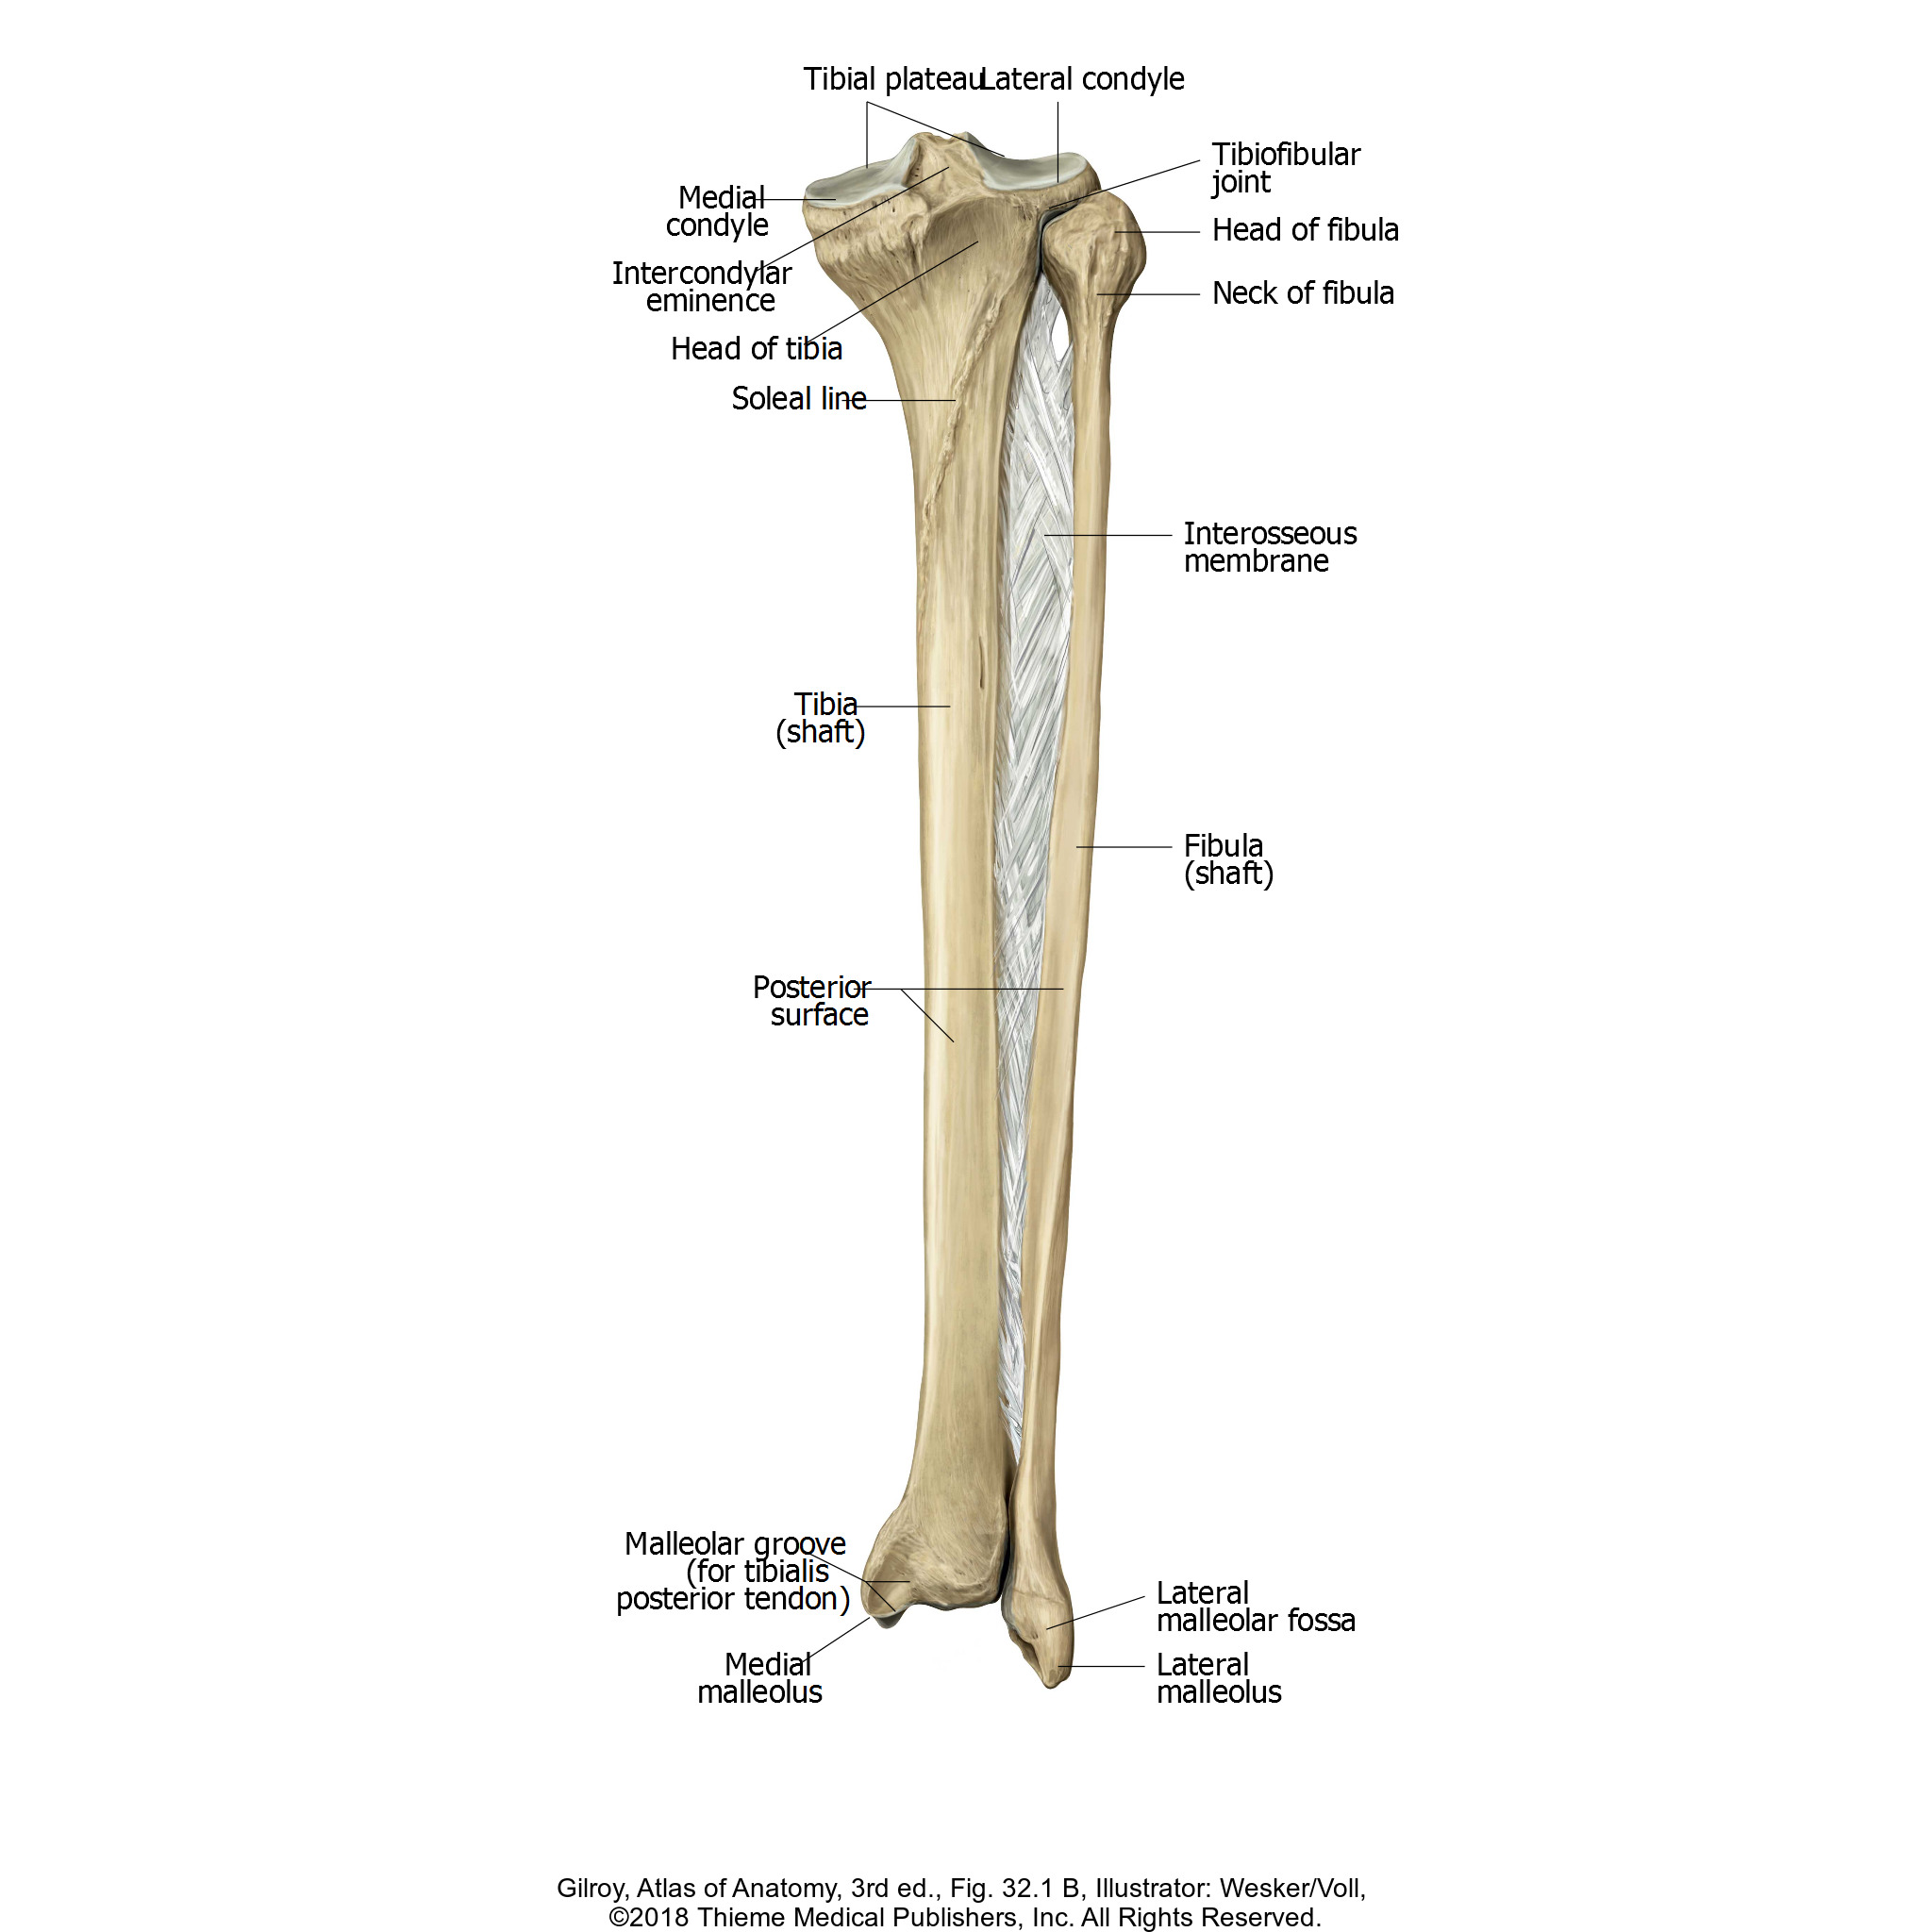 Tibial plateau
Lateral condyle
Tibiofibular
joint
Medial
condyle
Head of fibula
Intercondylar
eminence
Neck of fibula
Head of tibia
Soleal line
Interosseous
membrane
Tibia
(shaft)
Fibula
(shaft)
Posterior
surface
Malleolar groove
(for tibialis
posterior tendon)
Lateral
malleolar fossa
Medial
malleolus
Lateral
malleolus
Gilroy, Atlas of Anatomy, 3rd ed., Fig. 32.1 B, Illustrator: Wesker/Voll,
©2018 Thieme Medical Publishers, Inc. All Rights Reserved.